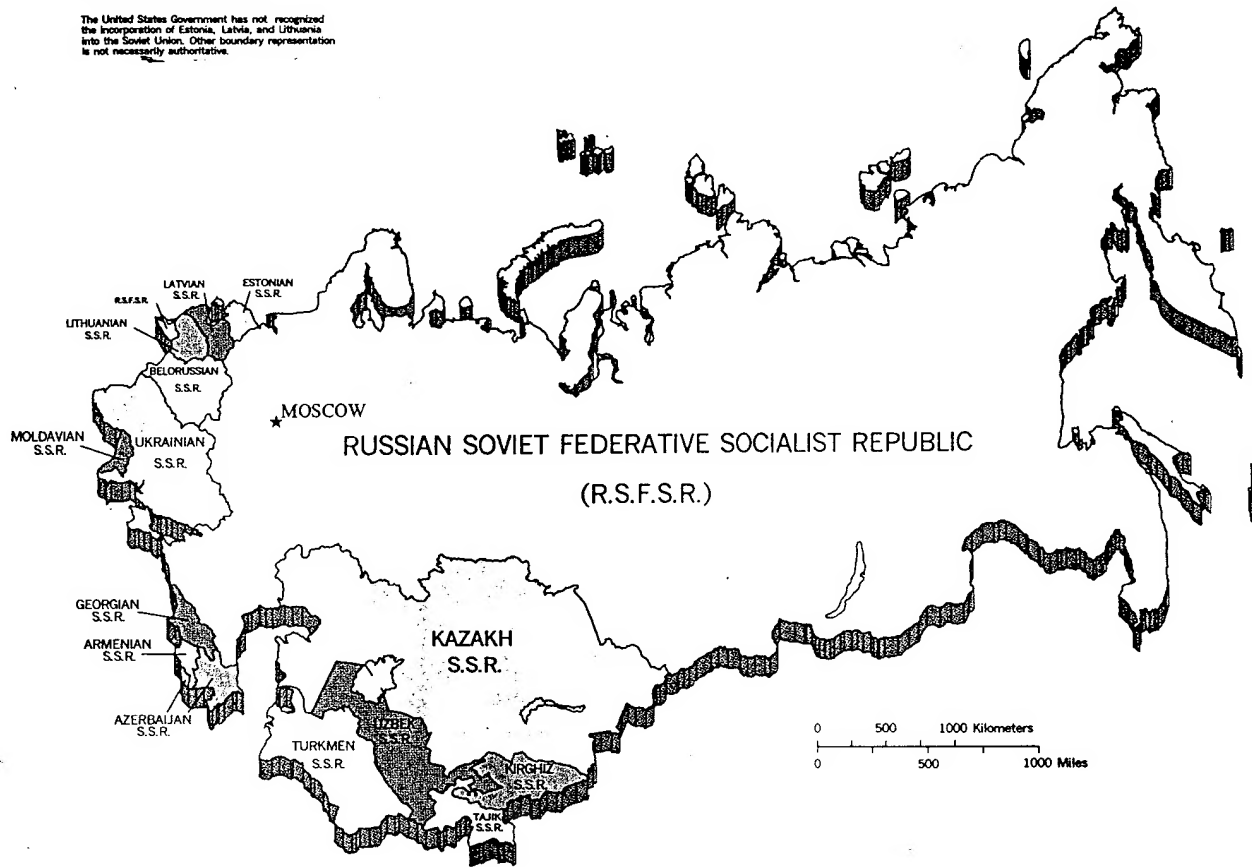 The United States Government has not recognized
the incorporation of Estonia, Latvia, and Lithuania
into the Soviet Union. Other boundary representation
is not necessarily authoritative.
LATVIAN
S.S.R.
ESTONIAN
S.S.R.
R.S.F.S.R.
LITHUANIAN
S.S.R.
BELORUSSIAN
S.S.R.
MOSCOW
MOLDAVIAN
S.S.R.
UKRAINIAN
S.S.R.
RUSSIAN SOVIET FEDERATIVE SOCIALIST REPUBLIC
(R.S.F.S.R.)
GEORGIAN
S.S.R.
ARMENIAN
S.S.R.
KAZAKH
S.S.R.
AZERBAIJAN
S.S.R.
UZBEK
S.S.R.
TURKMEN
S.S.R.
KIRGHIZ
S.S.R.
TAJIK
S.S.R.
0 500 1000 Kilometers
0 500 1000 Miles